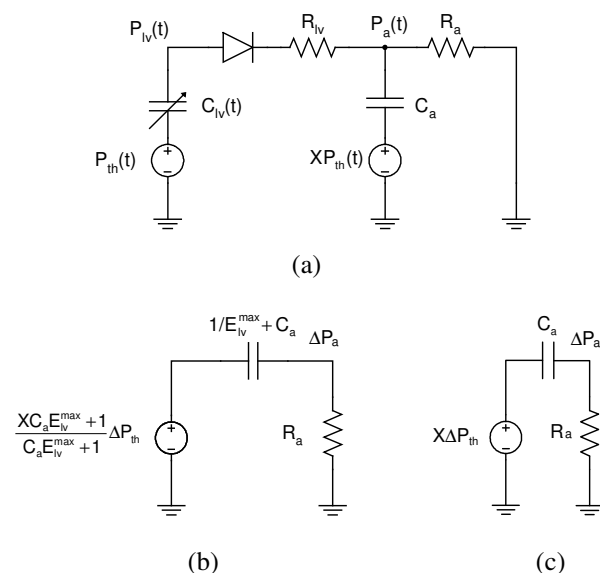 P_lv(t)
R_lv
P_a(t)
R_a
C_lv(t)
C_a
P_th(t)
+
−
XP_th(t)
+
−
(a)
1/E_lv^max + C_a
ΔP_a
(XC_aE_lv^max + 1)/(C_aE_lv^max + 1) ΔP_th
+
−
R_a
(b)
C_a
ΔP_a
XΔP_th
+
−
R_a
(c)